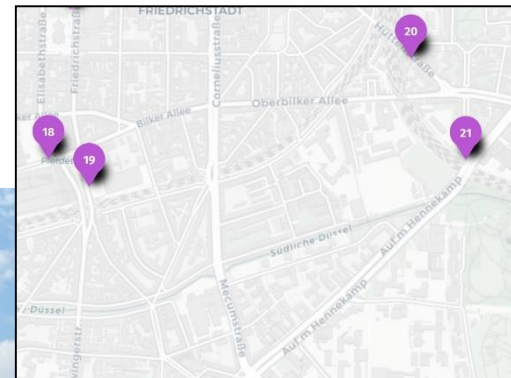 FRIEDRICHSTADT
20
Elisabethstraße
Friedrichstraße
Corneliusstraße
Oberbilker Allee
Bilker Allee
18
19
21
Auf'm Hennekamp
Südliche-Düssel
Mecumstraße
Auf'm Hennekamp
Düssel